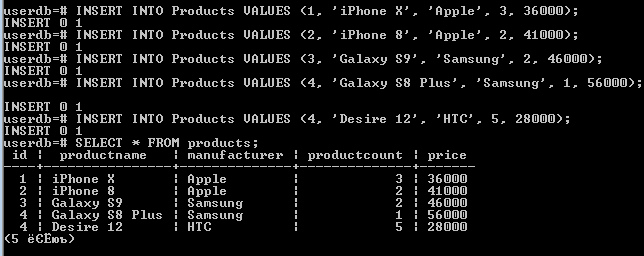 userdb=# INSERT INTO Products VALUES (1, 'iPhone X', 'Apple', 3, 36000);
INSERT 0 1
userdb=# INSERT INTO Products VALUES (2, 'iPhone 8', 'Apple', 2, 41000);
INSERT 0 1
userdb=# INSERT INTO Products VALUES (3, 'Galaxy S9', 'Samsung', 2, 46000);
INSERT 0 1
userdb=# INSERT INTO Products VALUES (4, 'Galaxy S8 Plus', 'Samsung', 1, 56000);
INSERT 0 1
userdb=# INSERT INTO Products VALUES (4, 'Desire 12', 'HTC', 5, 28000);
INSERT 0 1
userdb=# SELECT * FROM products;
id ¦ productname ¦ manufacturer ¦ productcount ¦ price
----+----------------+--------------+--------------+-------
1 ¦ iPhone X ¦ Apple ¦ 3 ¦ 36000
2 ¦ iPhone 8 ¦ Apple ¦ 2 ¦ 41000
3 ¦ Galaxy S9 ¦ Samsung ¦ 2 ¦ 46000
4 ¦ Galaxy S8 Plus ¦ Samsung ¦ 1 ¦ 56000
4 ¦ Desire 12 ¦ HTC ¦ 5 ¦ 28000
(5 ёЄЁюъ)